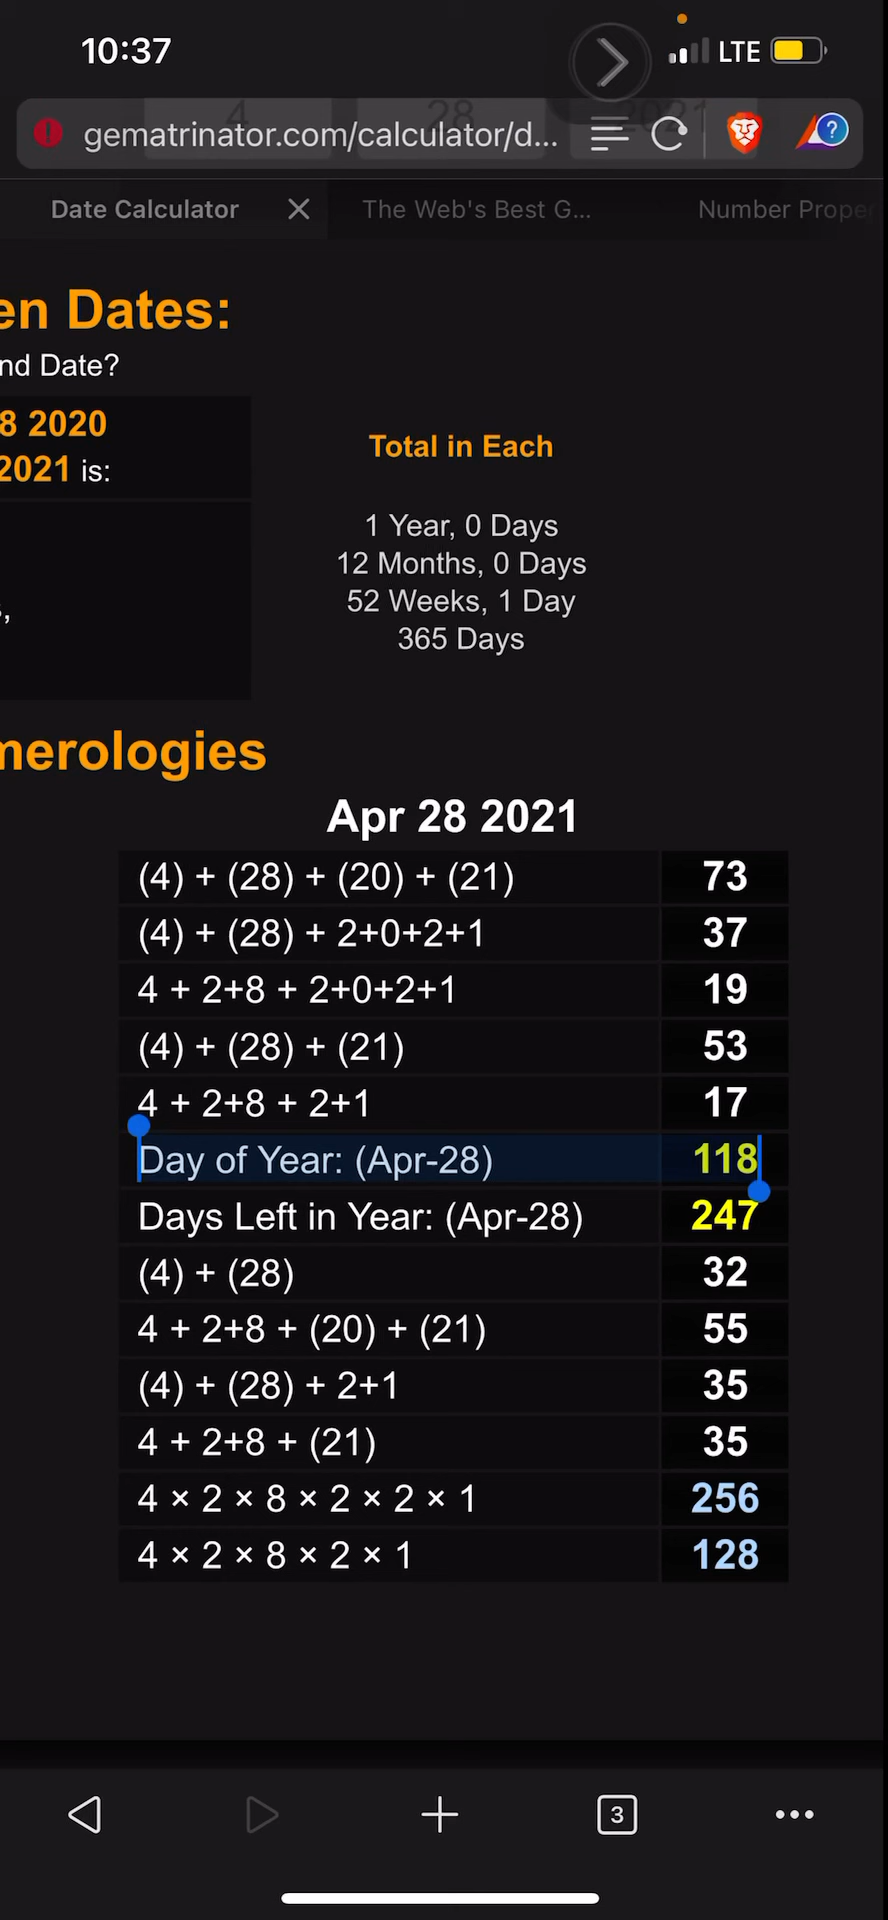 10:37
LTE
4 28 2021
gematrinator.com/calculator/d...
Date Calculator
The Web's Best G...
Number Prope
en Dates:
nd Date?
8 2020
2021 is:
Total in Each
1 Year, 0 Days
12 Months, 0 Days
52 Weeks, 1 Day
365 Days
s,
merologies
Apr 28 2021
(4) + (28) + (20) + (21) 73
(4) + (28) + 2+0+2+1 37
4 + 2+8 + 2+0+2+1 19
(4) + (28) + (21) 53
4 + 2+8 + 2+1 17
Day of Year: (Apr-28) 118
Days Left in Year: (Apr-28) 247
(4) + (28) 32
4 + 2+8 + (20) + (21) 55
(4) + (28) + 2+1 35
4 + 2+8 + (21) 35
4 × 2 × 8 × 2 × 2 × 1 256
4 × 2 × 8 × 2 × 1 128
3